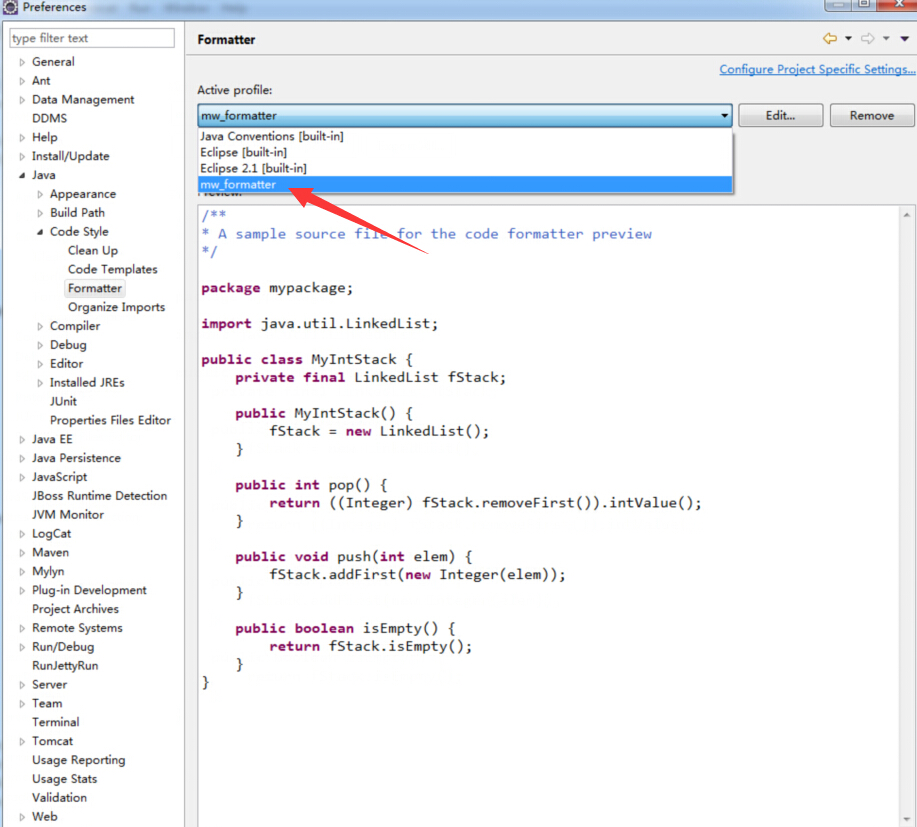 Preferences
type filter text
General
Ant
Data Management
DDMS
Help
Install/Update
Java
Appearance
Build Path
Code Style
Clean Up
Code Templates
Formatter
Organize Imports
Compiler
Debug
Editor
Installed JREs
JUnit
Properties Files Editor
Java EE
Java Persistence
JavaScript
JBoss Runtime Detection
JVM Monitor
LogCat
Maven
Mylyn
Plug-in Development
Project Archives
Remote Systems
Run/Debug
RunJettyRun
Server
Team
Terminal
Tomcat
Usage Reporting
Usage Stats
Validation
Web
Formatter
Configure Project Specific Settings...
Active profile:
mw_formatter
Edit...
Remove
Java Conventions [built-in]
Eclipse [built-in]
Eclipse 2.1 [built-in]
mw_formatter
Preview:
/**
* A sample source file for the code formatter preview
*/
package mypackage;
import java.util.LinkedList;
public class MyIntStack {
private final LinkedList fStack;
public MyIntStack() {
fStack = new LinkedList();
}
public int pop() {
return ((Integer) fStack.removeFirst()).intValue();
}
public void push(int elem) {
fStack.addFirst(new Integer(elem));
}
public boolean isEmpty() {
return fStack.isEmpty();
}
}